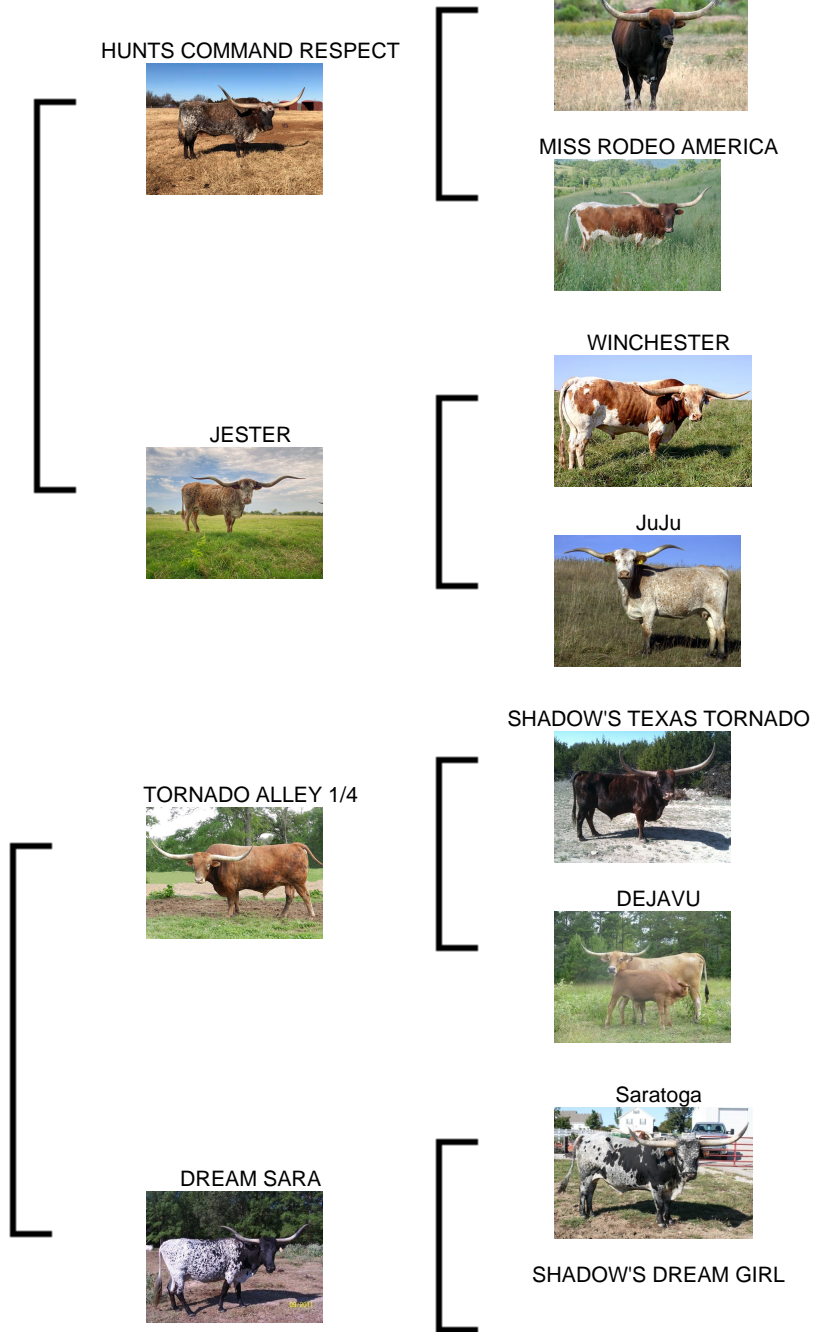 HUNTS COMMAND RESPECT
MISS RODEO AMERICA
WINCHESTER
JESTER
JuJu
SHADOW'S TEXAS TORNADO
TORNADO ALLEY 1/4
DEJAVU
Saratoga
DREAM SARA
SHADOW'S DREAM GIRL